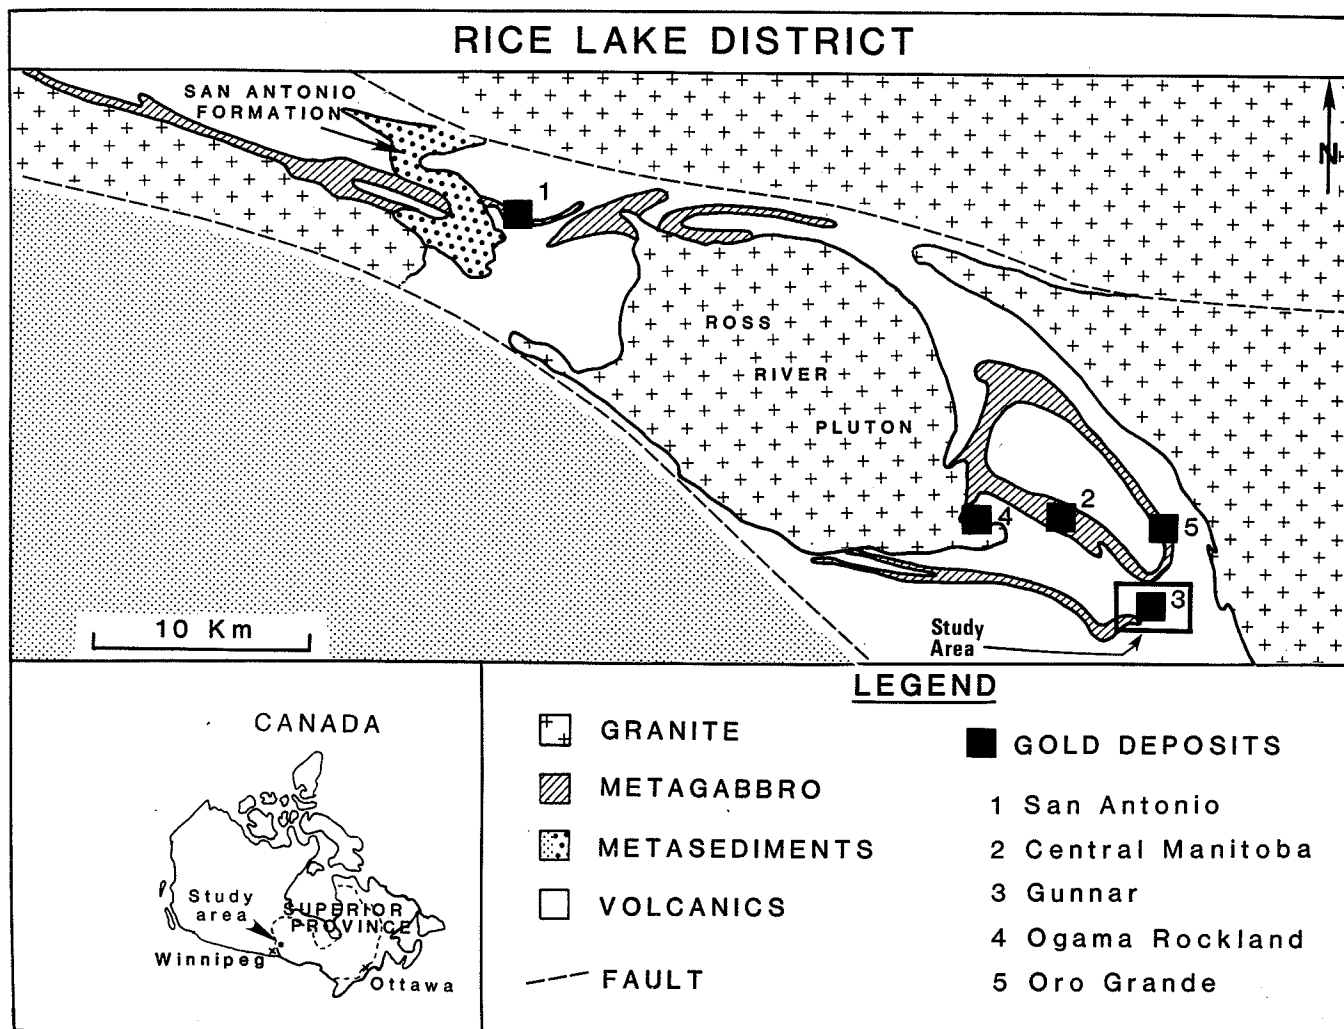 RICE LAKE DISTRICT
SAN ANTONIO
FORMATION
N
1
ROSS
RIVER
PLUTON
2
4
5
3
10 Km
Study
Area
CANADA
Study
area
SUPERIOR
PROVINCE
Winnipeg
Ottawa
LEGEND
GRANITE
METAGABBRO
METASEDIMENTS
VOLCANICS
FAULT
GOLD DEPOSITS
1 San Antonio
2 Central Manitoba
3 Gunnar
4 Ogama Rockland
5 Oro Grande